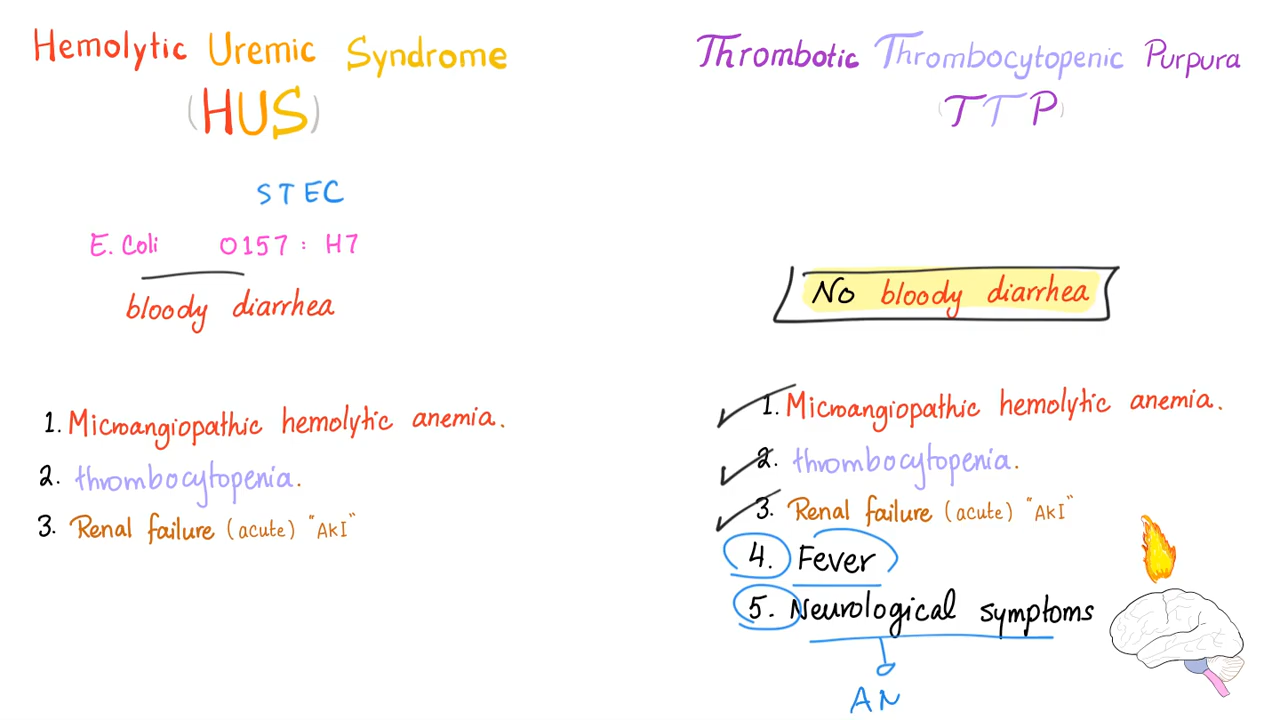 Hemolytic Uremic Syndrome
(HUS)
STEC
E. Coli O157 : H7
bloody diarrhea
1. Microangiopathic hemolytic anemia.
2. thrombocytopenia.
3. Renal failure (acute) "AkI"
Thrombotic Thrombocytopenic Purpura
(TTP)
No bloody diarrhea
1. Microangiopathic hemolytic anemia.
2. thrombocytopenia.
3. Renal failure (acute) "AkI"
4. Fever
5. Neurological symptoms
AN